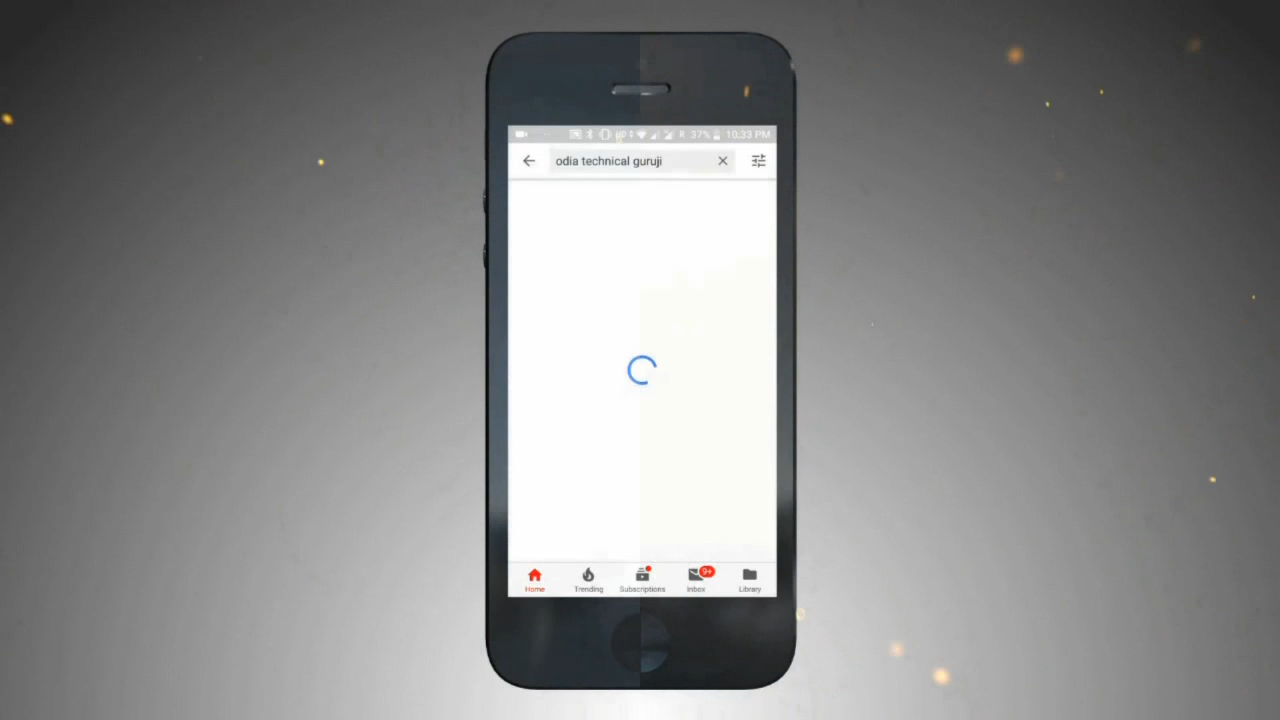 R 37% 10:33 PM
odia technical guruji
Home Trending Subscriptions 9+ Inbox Library